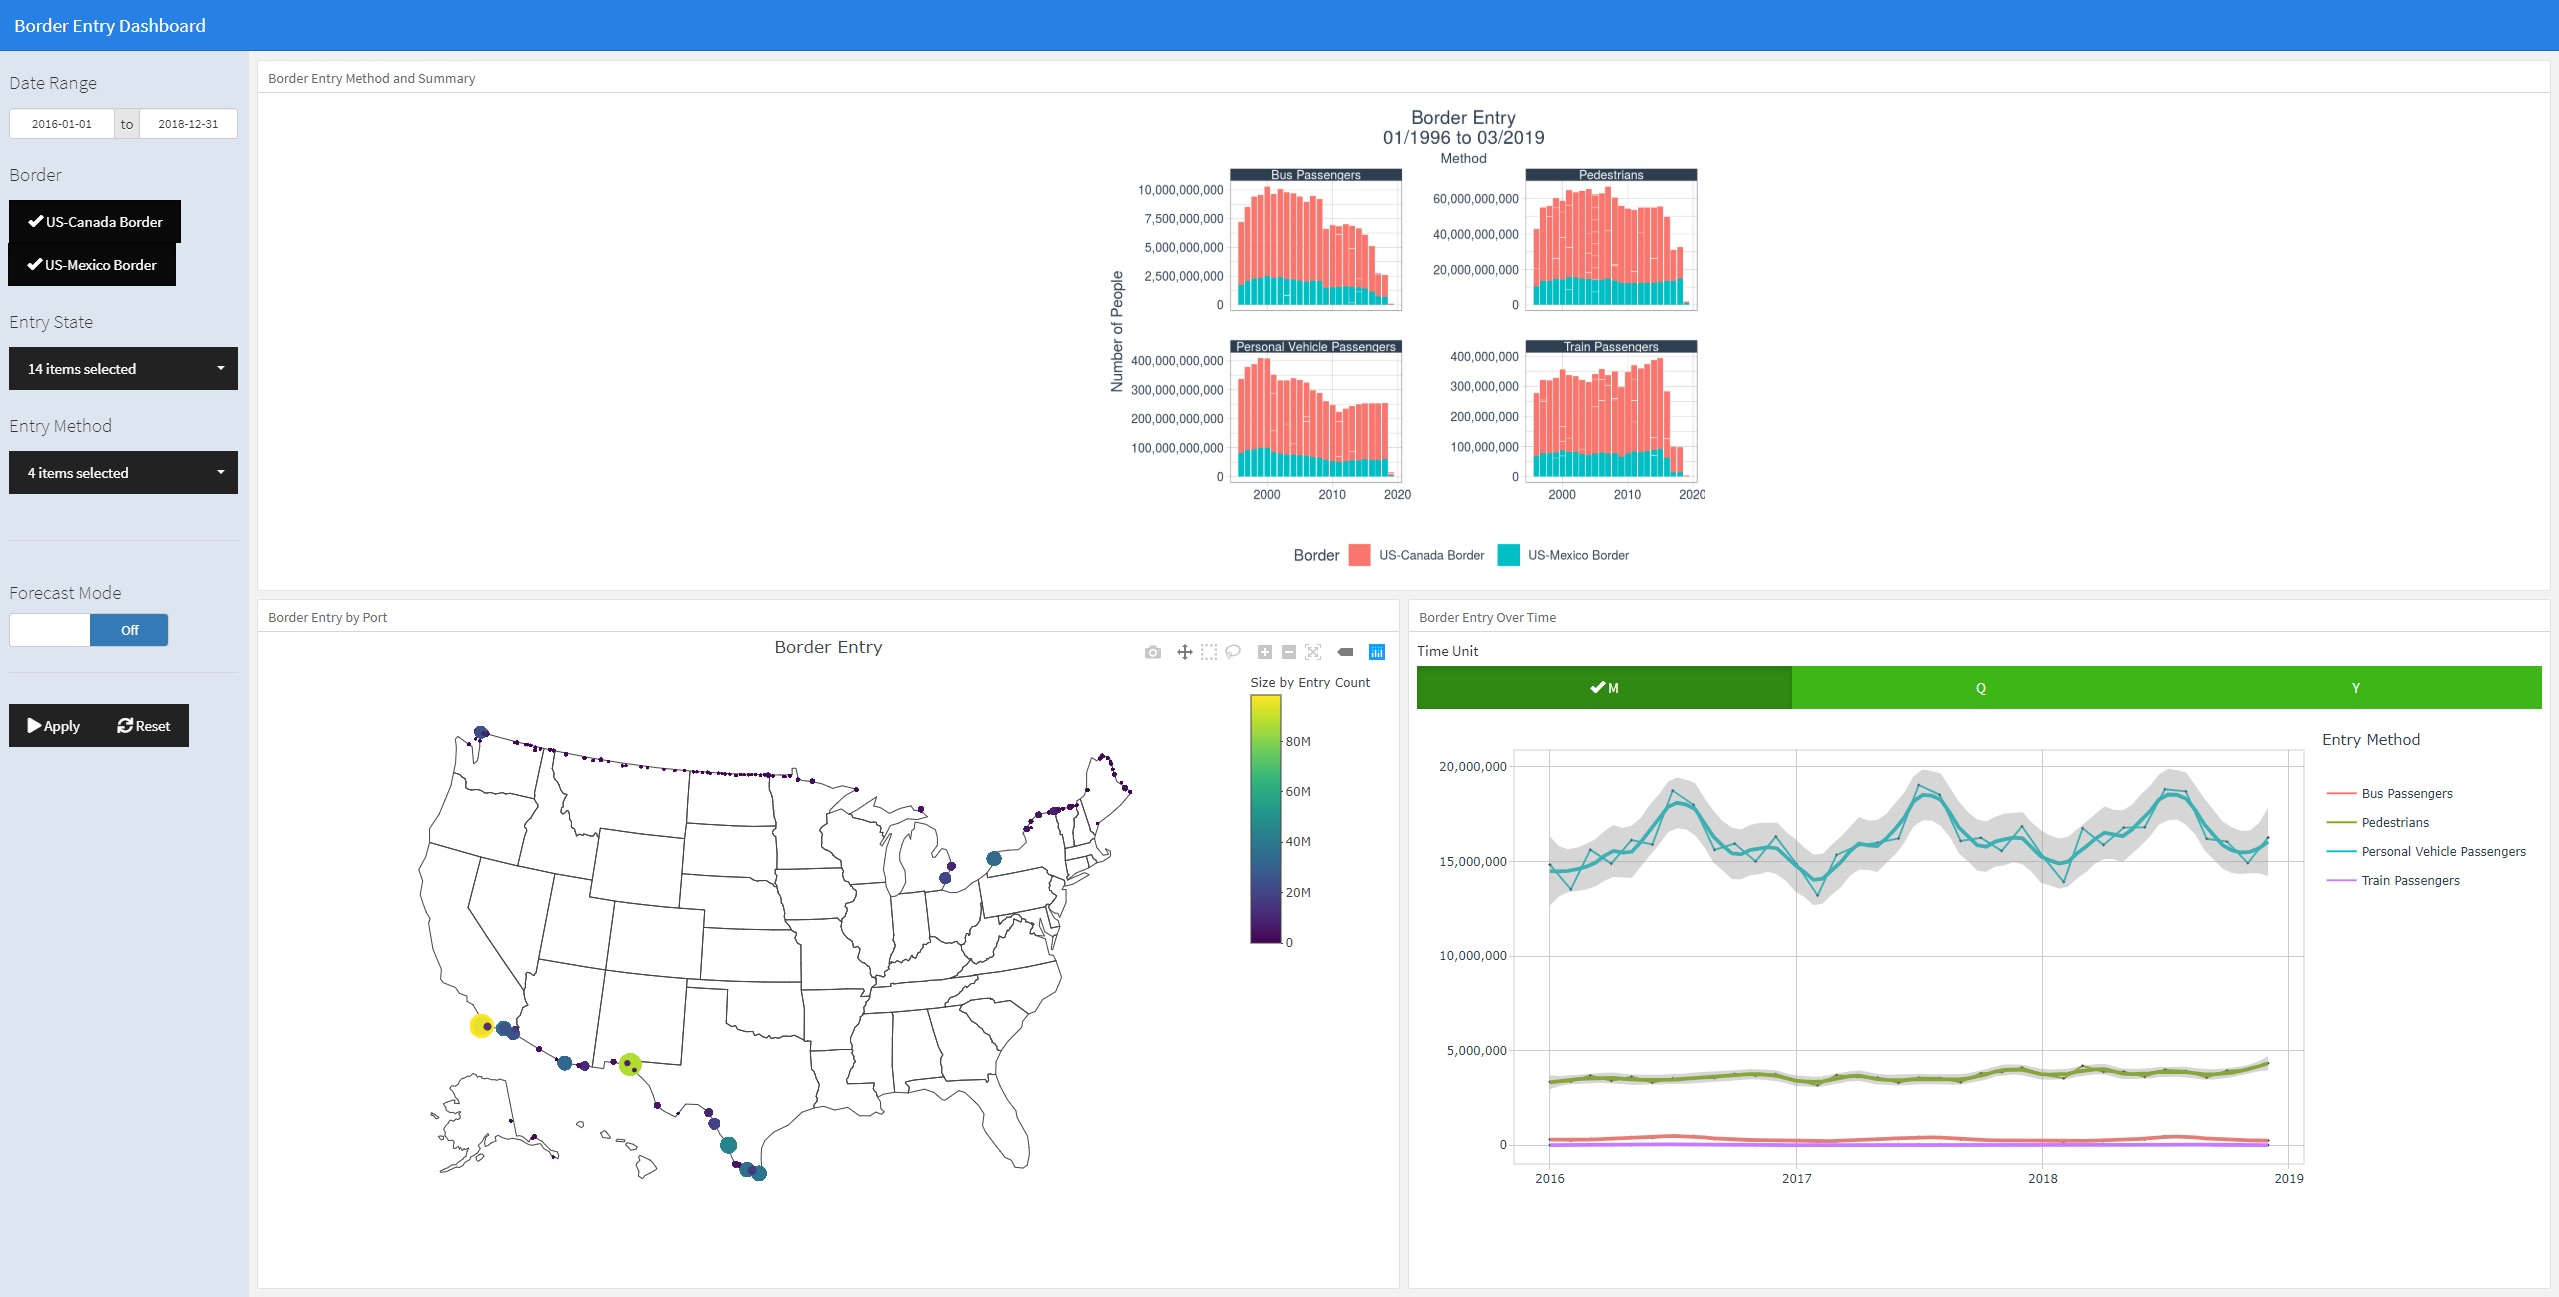 Border Entry Dashboard
Date Range
2016-01-01 to 2018-12-31
Border
US-Canada Border
US-Mexico Border
Entry State
14 items selected
Entry Method
4 items selected
Forecast Mode
Off
Apply Reset
Border Entry Method and Summary
Border Entry
01/1996 to 03/2019
Method
Number of People
Bus Passengers
10,000,000,000
7,500,000,000
5,000,000,000
2,500,000,000
0
Pedestrians
60,000,000,000
40,000,000,000
20,000,000,000
0
Personal Vehicle Passengers
400,000,000,000
300,000,000,000
200,000,000,000
100,000,000,000
0
2000 2010 2020
Train Passengers
400,000,000
300,000,000
200,000,000
100,000,000
0
2000 2010 2020
Border US-Canada Border US-Mexico Border
Border Entry by Port
Border Entry
Size by Entry Count
80M
60M
40M
20M
0
Border Entry Over Time
Time Unit
M Q Y
Entry Method
Bus Passengers
Pedestrians
Personal Vehicle Passengers
Train Passengers
20,000,000
15,000,000
10,000,000
5,000,000
0
2016 2017 2018 2019